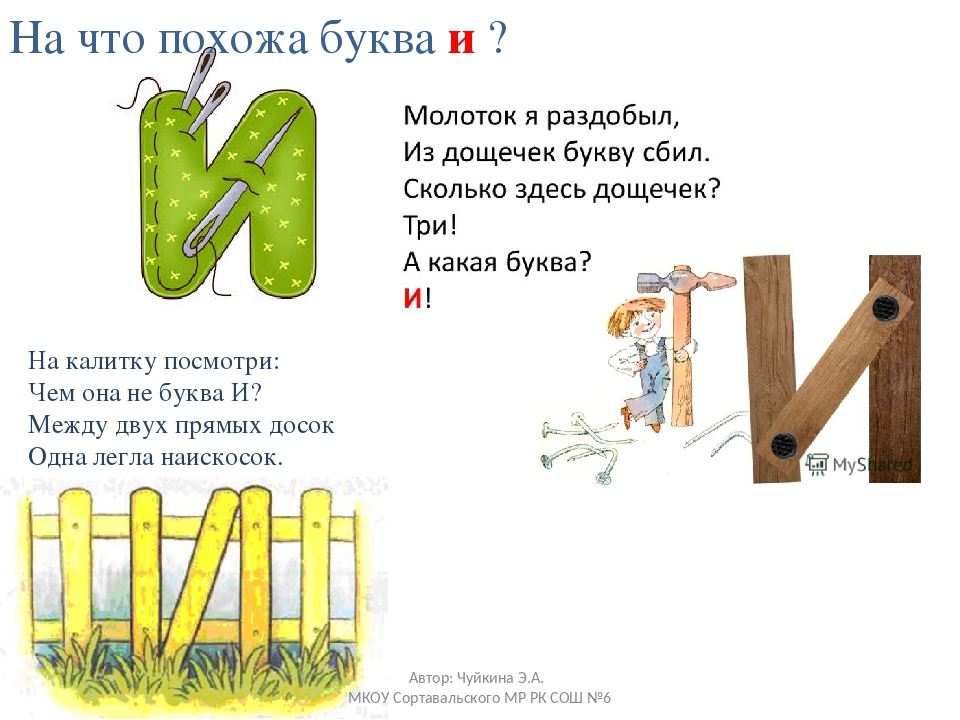 На что похожа буква и ?
Молоток я раздобыл,
Из дощечек букву сбил.
Сколько здесь дощечек?
Три!
А какая буква?
И!
На калитку посмотри:
Чем она не буква И?
Между двух прямых досок
Одна легла наискосок.
MyShared
Автор: Чуйкина Э.А.
МКОУ Сортавальского МР РК СОШ №6